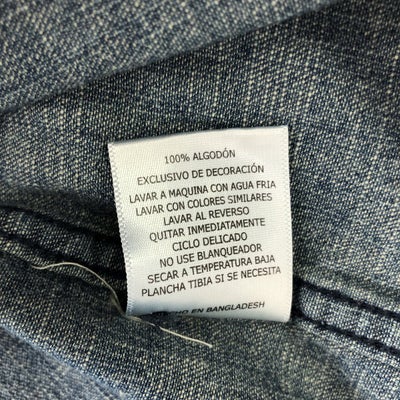 100% ALGODÓN
EXCLUSIVO DE DECORACIÓN
LAVAR A MAQUINA CON AGUA FRIA
LAVAR CON COLORES SIMILARES
LAVAR AL REVERSO
QUITAR INMEDIATAMENTE
CICLO DELICADO
NO USE BLANQUEADOR
SECAR A TEMPERATURA BAJA
PLANCHA TIBIA SI SE NECESITA
EN BANGLADESH